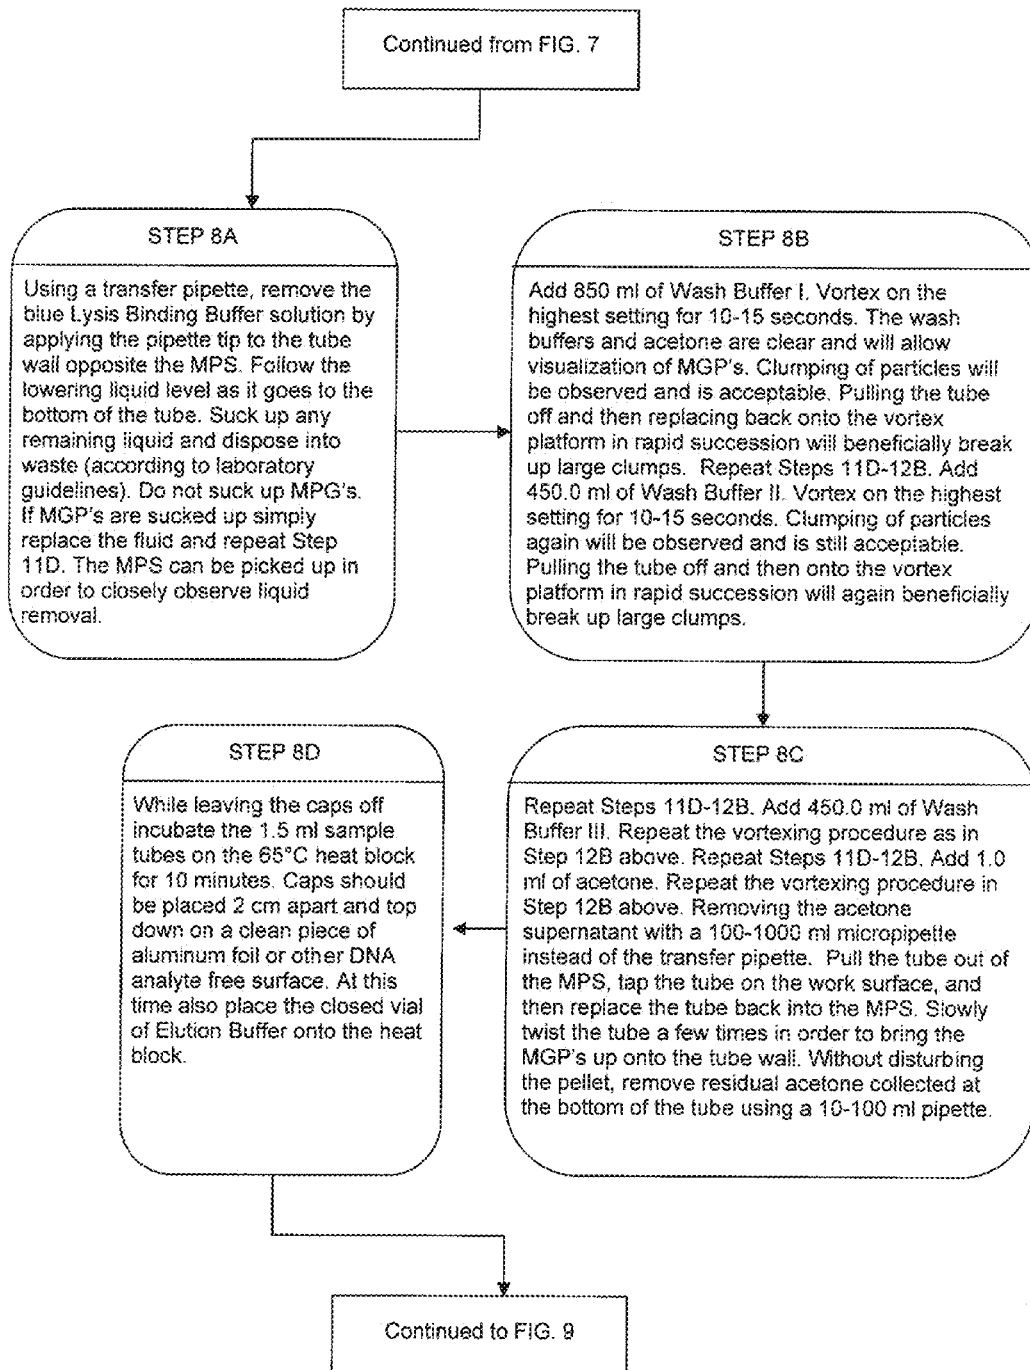 Continued from FIG. 7
STEP 8A
Using a transfer pipette, remove the
blue Lysis Binding Buffer solution by
applying the pipette tip to the tube
wall opposite the MPS. Follow the
lowering liquid level as it goes to the
bottom of the tube. Suck up any
remaining liquid and dispose into
waste (according to laboratory
guidelines). Do not suck up MPG's.
If MGP's are sucked up simply
replace the fluid and repeat Step
11D. The MPS can be picked up in
order to closely observe liquid
removal.
STEP 8B
Add 850 ml of Wash Buffer I. Vortex on the
highest setting for 10-15 seconds. The wash
buffers and acetone are clear and will allow
visualization of MGP's. Clumping of particles will
be observed and is acceptable. Pulling the tube
off and then replacing back onto the vortex
platform in rapid succession will beneficially break
up large clumps. Repeat Steps 11D-12B. Add
450.0 ml of Wash Buffer II. Vortex on the highest
setting for 10-15 seconds. Clumping of particles
again will be observed and is still acceptable.
Pulling the tube off and then onto the vortex
platform in rapid succession will again beneficially
break up large clumps.
STEP 8C
Repeat Steps 11D-12B. Add 450.0 ml of Wash
Buffer III. Repeat the vortexing procedure as in
Step 12B above. Repeat Steps 11D-12B. Add 1.0
ml of acetone. Repeat the vortexing procedure in
Step 12B above. Removing the acetone
supernatant with a 100-1000 ml micropipette
instead of the transfer pipette. Pull the tube out of
the MPS, tap the tube on the work surface, and
then replace the tube back into the MPS. Slowly
twist the tube a few times in order to bring the
MGP's up onto the tube wall. Without disturbing
the pellet, remove residual acetone collected at
the bottom of the tube using a 10-100 ml pipette.
STEP 8D
While leaving the caps off
incubate the 1.5 ml sample
tubes on the 65°C heat block
for 10 minutes. Caps should
be placed 2 cm apart and top
down on a clean piece of
aluminum foil or other DNA
analyte free surface. At this
time also place the closed vial
of Elution Buffer onto the heat
block.
Continued to FIG. 9